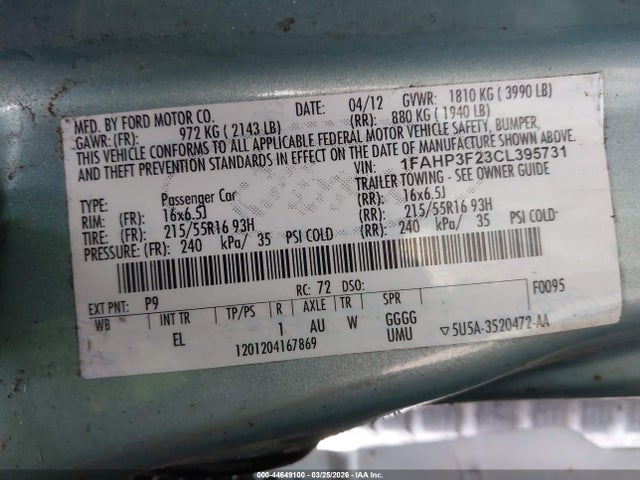 MFD. BY FORD MOTOR CO. DATE: 04/12 GVWR: 1810 KG ( 3990 LB)
GAWR: (FR): 972 KG ( 2143 LB) (RR): 880 KG ( 1940 LB)
THIS VEHICLE CONFORMS TO ALL APPLICABLE FEDERAL MOTOR VEHICLE SAFETY, BUMPER,
AND THEFT PREVENTION STANDARDS IN EFFECT ON THE DATE OF MANUFACTURE SHOWN ABOVE.
VIN: 1FAHP3F23CL395731
TYPE: Passenger Car TRAILER TOWING - SEE OWNER GUIDE
RIM: (FR): 16x6.5J (RR): 16x6.5J
TIRE: (FR): 215/55R16 93H (RR): 215/55R16 93H
PRESSURE: (FR): 240 kPa/ 35 PSI COLD (RR): 240 kPa/ 35 PSI COLD
EXT PNT: P9 RC: 72 DSO: F0095
WB INT TR TP/PS R AXLE TR SPR
EL 1 AU W GGGG
UMU
1201204167869
▽5U5A-3520472-AA
000-44649100 - 03/25/2026 - IAA Inc.